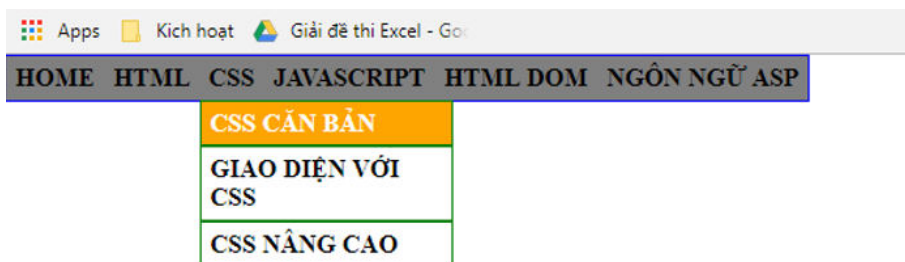 Apps Kich hoạt Giải đề thi Excel - Goo
HOME HTML CSS JAVASCRIPT HTML DOM NGÔN NGỮ ASP
CSS CĂN BẢN
GIAO DIỆN VỚI
CSS
CSS NÂNG CAO